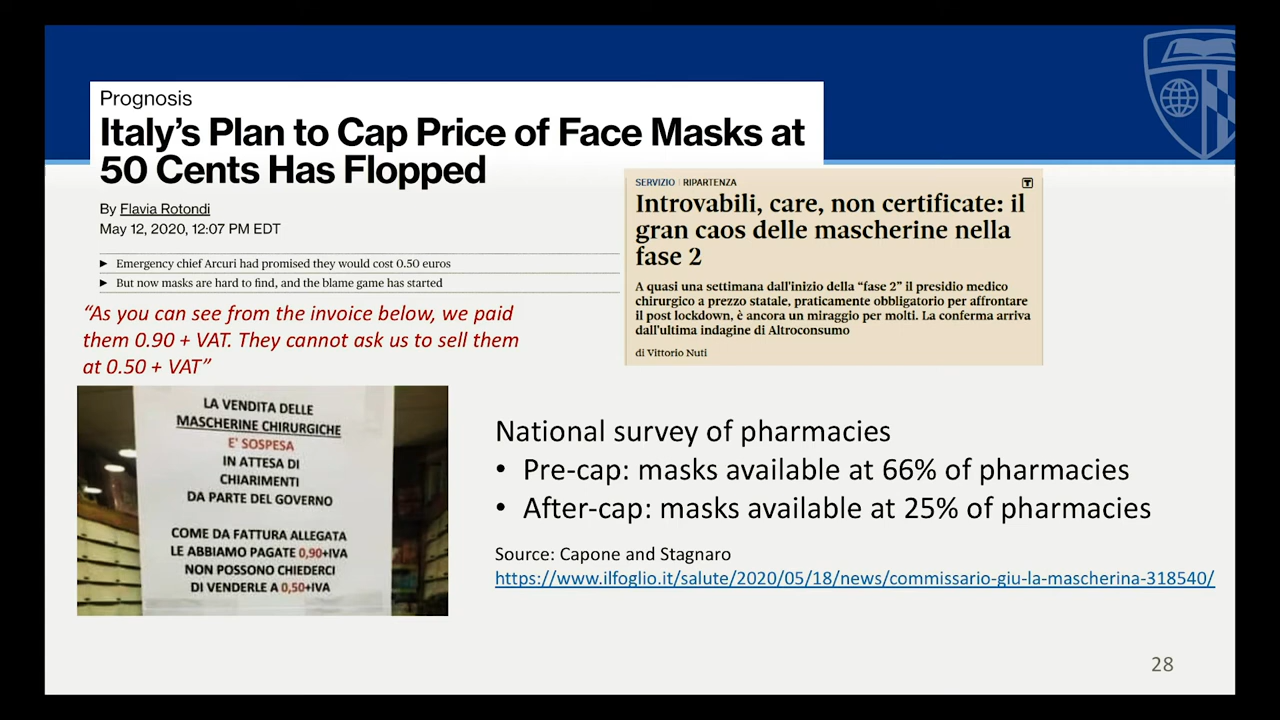 Prognosis
Italy's Plan to Cap Price of Face Masks at
50 Cents Has Flopped
By Flavia Rotondi
May 12, 2020, 12:07 PM EDT
▶ Emergency chief Arcuri had promised they would cost 0.50 euros
▶ But now masks are hard to find, and the blame game has started
SERVIZIO | RIPARTENZA
Introvabili, care, non certificate: il
gran caos delle mascherine nella
fase 2
A quasi una settimana dall'inizio della “fase 2” il presidio medico
chirurgico a prezzo statale, praticamente obbligatorio per affrontare
il post lockdown, è ancora un miraggio per molti. La conferma arriva
dall'ultima indagine di Altroconsumo
di Vittorio Nuti
“As you can see from the invoice below, we paid
them 0.90 + VAT. They cannot ask us to sell them
at 0.50 + VAT”
LA VENDITA DELLE
MASCHERINE CHIRURGICHE
E' SOSPESA
IN ATTESA DI
CHIARIMENTI
DA PARTE DEL GOVERNO
COME DA FATTURA ALLEGATA
LE ABBIAMO PAGATE 0,90+IVA
NON POSSONO CHIEDERCI
DI VENDERLE A 0,50+IVA
National survey of pharmacies
• Pre-cap: masks available at 66% of pharmacies
• After-cap: masks available at 25% of pharmacies
Source: Capone and Stagnaro
https://www.ilfoglio.it/salute/2020/05/18/news/commissario-giu-la-mascherina-318540/
28